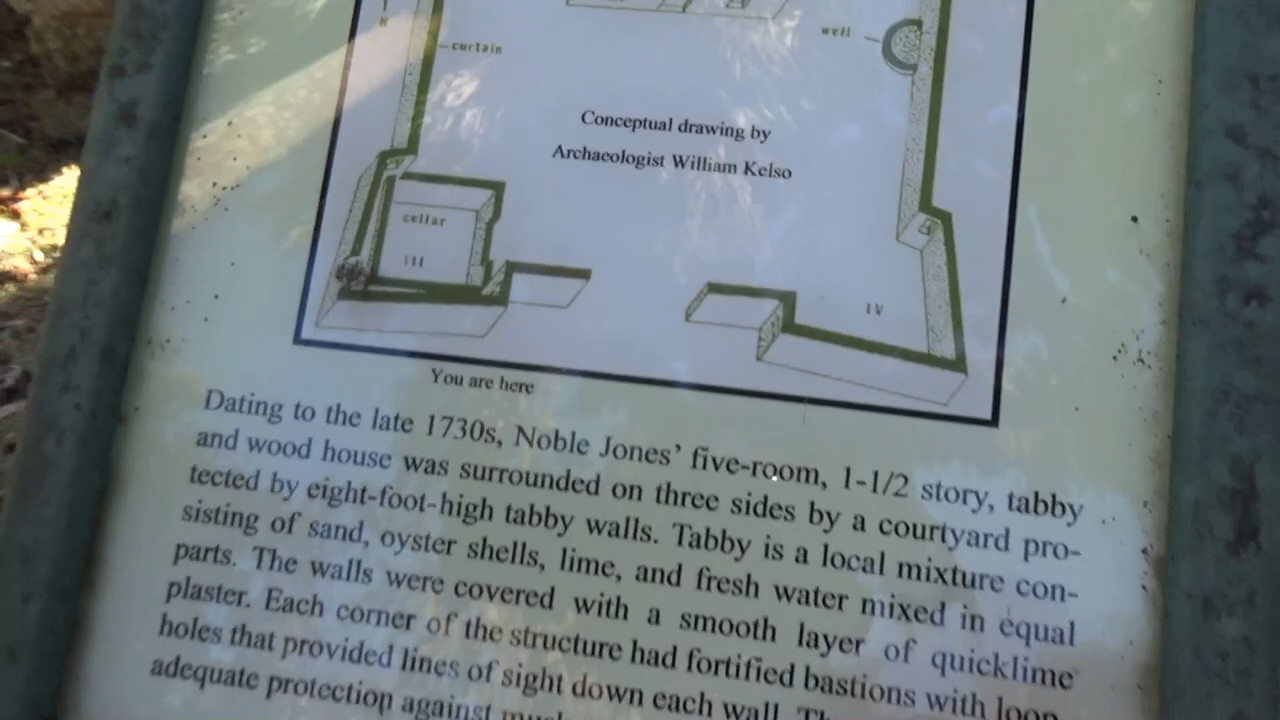 N
well
curtain
Conceptual drawing by
Archaeologist William Kelso
cellar
III
IV
You are here
Dating to the late 1730s, Noble Jones’ five-room, 1-1/2 story, tabby
and wood house was surrounded on three sides by a courtyard pro-
tected by eight-foot-high tabby walls. Tabby is a local mixture con-
sisting of sand, oyster shells, lime, and fresh water mixed in equal
parts. The walls were covered with a smooth layer of quicklime
plaster. Each corner of the structure had fortified bastions with loop
holes that provided lines of sight down each wall.
adequate protection against